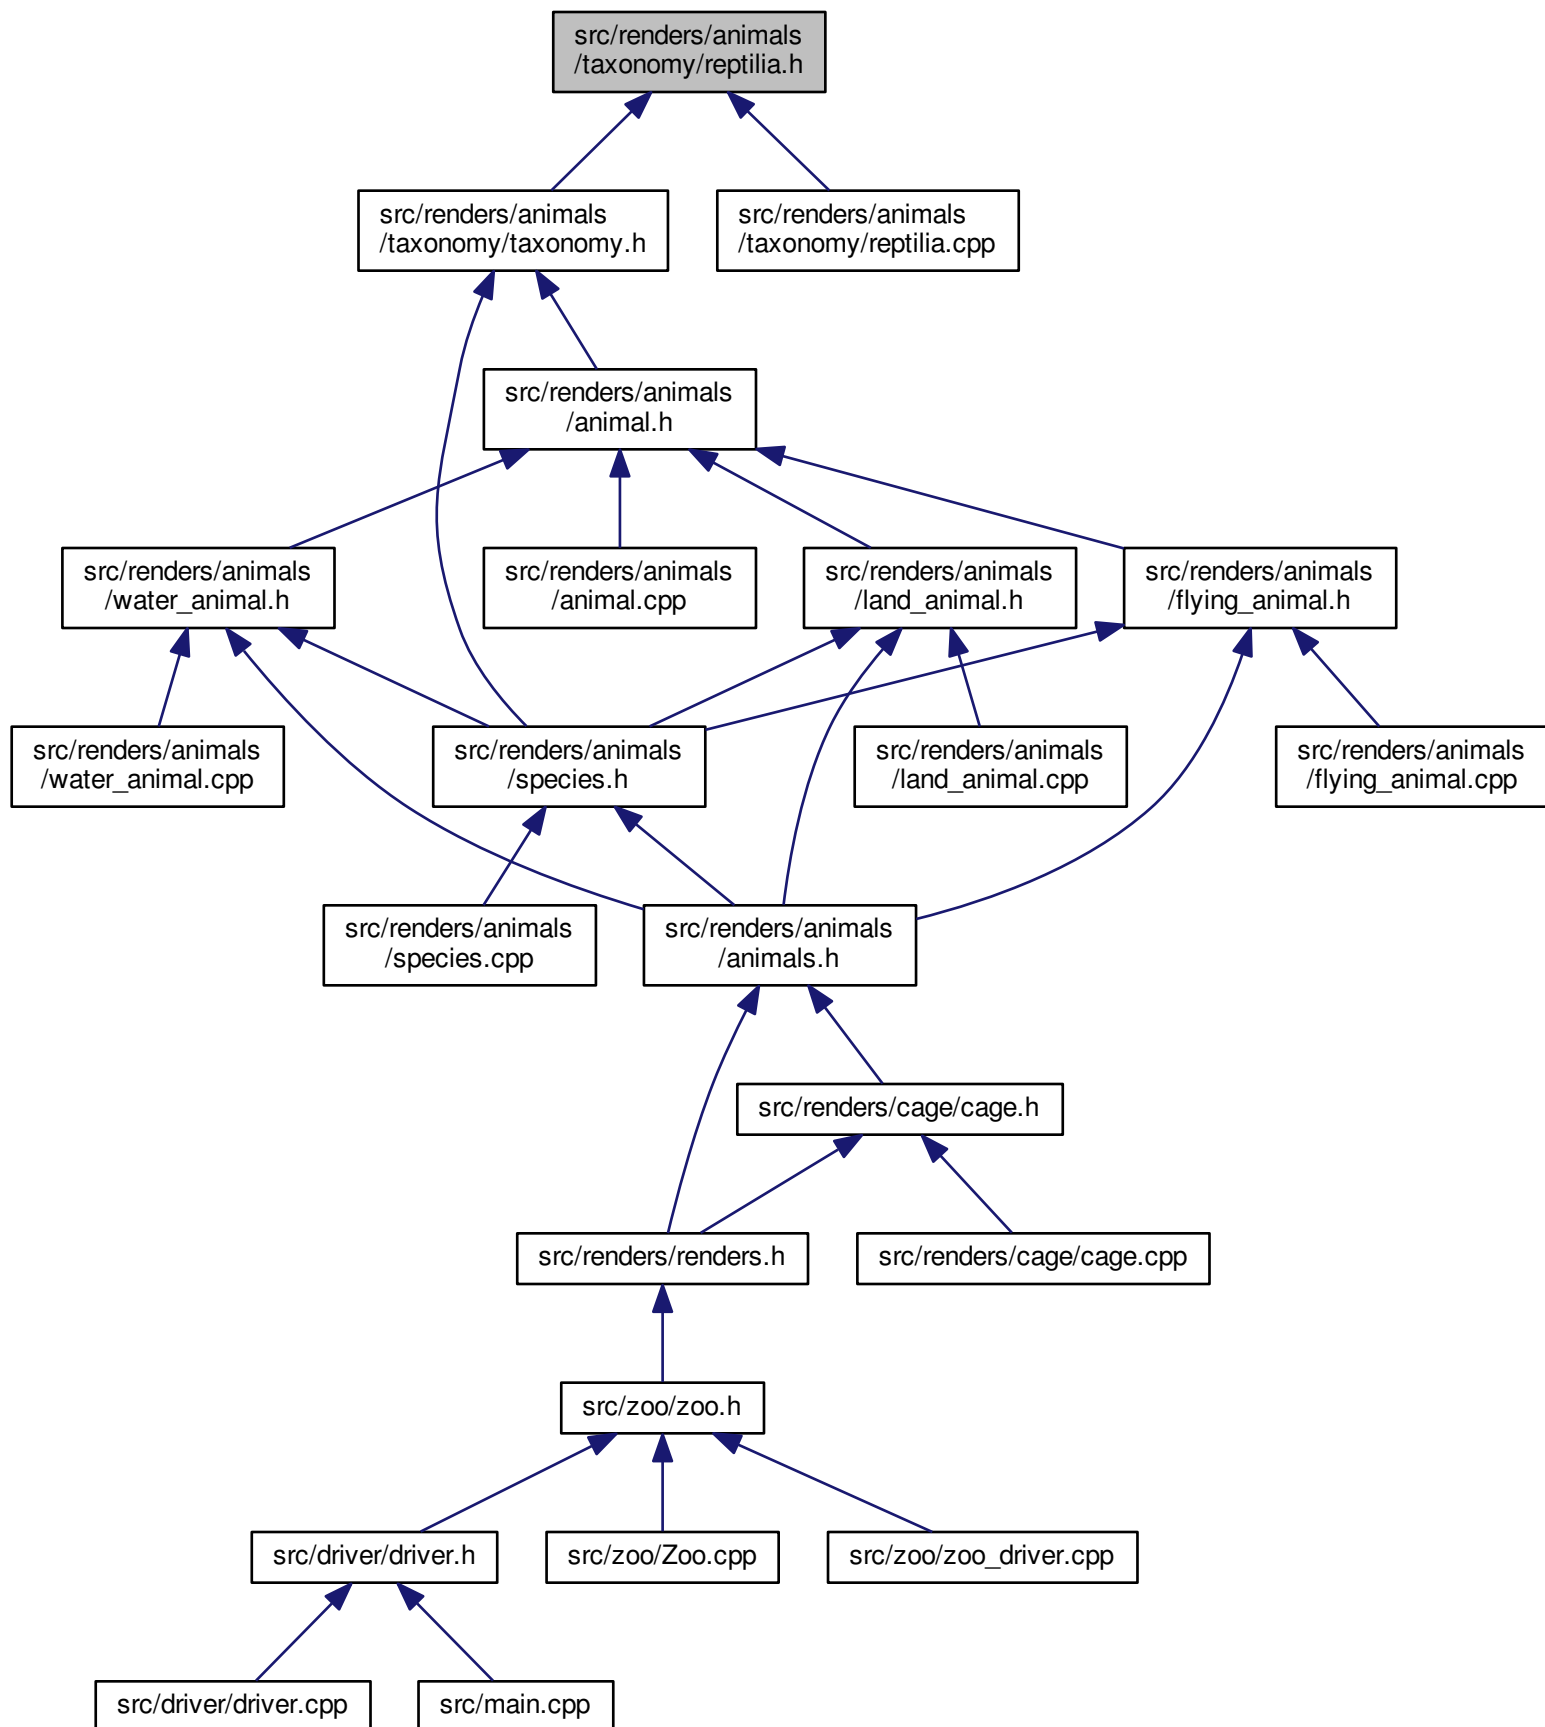 src/renders/animals
/taxonomy/reptilia.h
src/renders/animals
/taxonomy/taxonomy.h
src/renders/animals
/taxonomy/reptilia.cpp
src/renders/animals
/animal.h
src/renders/animals
/water_animal.h
src/renders/animals
/animal.cpp
src/renders/animals
/land_animal.h
src/renders/animals
/flying_animal.h
src/renders/animals
/water_animal.cpp
src/renders/animals
/species.h
src/renders/animals
/land_animal.cpp
src/renders/animals
/flying_animal.cpp
src/renders/animals
/species.cpp
src/renders/animals
/animals.h
src/renders/cage/cage.h
src/renders/renders.h
src/renders/cage/cage.cpp
src/zoo/zoo.h
src/driver/driver.h
src/zoo/Zoo.cpp
src/zoo/zoo_driver.cpp
src/driver/driver.cpp
src/main.cpp